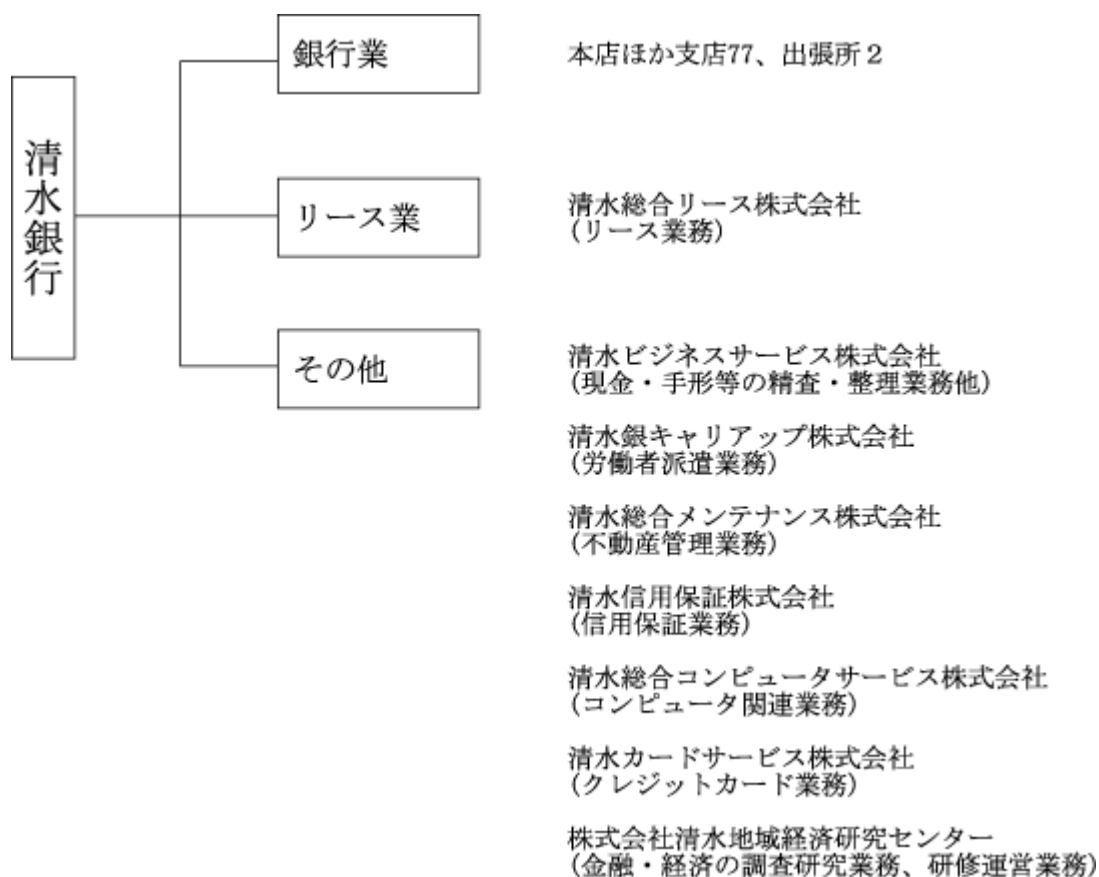 清水銀行
銀行業
本店ほか支店77、出張所２
リース業
清水総合リース株式会社
(リース業務)
その他
清水ビジネスサービス株式会社
(現金・手形等の精査・整理業務他)
清水銀キャリアップ株式会社
(労働者派遣業務)
清水総合メンテナンス株式会社
(不動産管理業務)
清水信用保証株式会社
(信用保証業務)
清水総合コンピュータサービス株式会社
(コンピュータ関連業務)
清水カードサービス株式会社
(クレジットカード業務)
株式会社清水地域経済研究センター
(金融・経済の調査研究業務、研修運営業務)